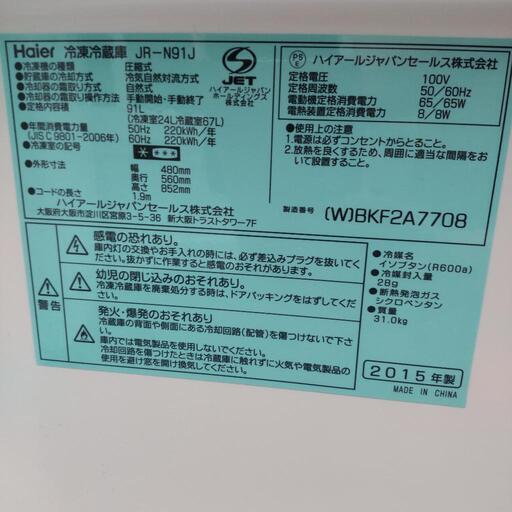 Haier 冷凍冷蔵庫 JR-N91J
●冷凍機の種類 圧縮式
●貯蔵庫の冷却方式 冷気自然対流方式
●冷却器の霜取り方式 自然式
●冷却器の霜取操作方式 手動開始・手動終了
●定格内容積 91L
(冷凍室24L冷蔵室67L)
●年間消費電力量 50Hz 220kWh/年
(JIS C 9801-2006年) 60Hz 220kWh/年
●冷凍室の記号
●外形寸法 幅 480mm
奥行 560mm
高さ 852mm
●コードの長さ 1.9m
ハイアールジャパンセールス株式会社
大阪府大阪市淀川区宮原3-5-36 新大阪トラストタワー7F
JET
ハイアールジャパン
ホールディングス
株式会社
PS
E
ハイアールジャパンセールス株式会社
定格電圧 100V
定格周波数 50/60Hz
電動機定格消費電力 65/65W
電熱装置定格消費電力 8/8W
●使用上の注意
1.電源は必ずコンセントからとること。
2.放熱を良くするため、周囲に適当な間隔をおいて設置すること。
製造番号 (W)BKF2A7708
警告
感電の恐れあり。
庫内灯の交換やお手入れの時には、必ず差込みプラグを抜いてください。抜かずに作業すると感電するおそれがあります。
幼児の閉じ込みのおそれあり。
冷凍冷蔵庫を廃棄処分する時は、ドアパッキングをはずしてください。
発火・爆発のおそれあり。
冷蔵庫の背面や側面にある冷却回路(配管)を傷つけないで下さい。
庫内では電気製品を使用しないでください。
冷却回路を傷つけたときは冷蔵庫に触れずに火気や電気製品の使用を避け窓を開け換気してください。
●冷媒名
イソブタン(R600a)
●冷媒封入量
28g
●断熱発泡ガス
シクロペンタン
●質量
31.0kg
2015年製
MADE IN CHINA